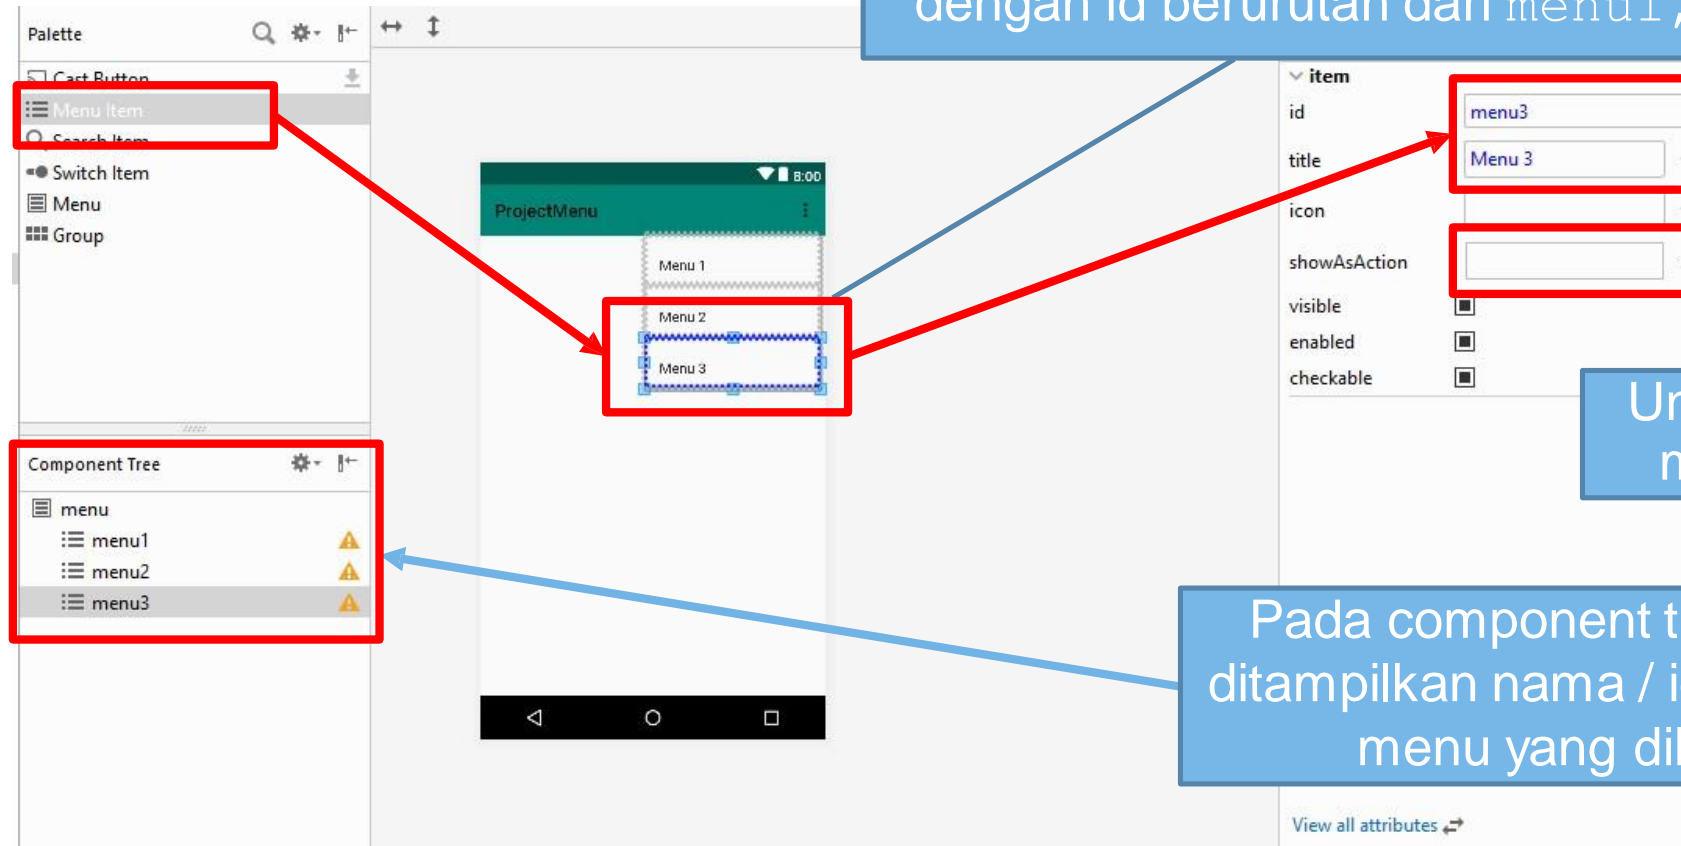 dengan id berurutan dari menu1,
Palette
Cast Button
Menu Item
Search Item
Switch Item
Menu
Group
8:00
ProjectMenu
Menu 1
Menu 2
Menu 3
item
id
menu3
title
Menu 3
icon
showAsAction
visible
enabled
checkable
Component Tree
menu
menu1
menu2
menu3
Pada component
ditampilkan nama /
menu yang
View all attributes